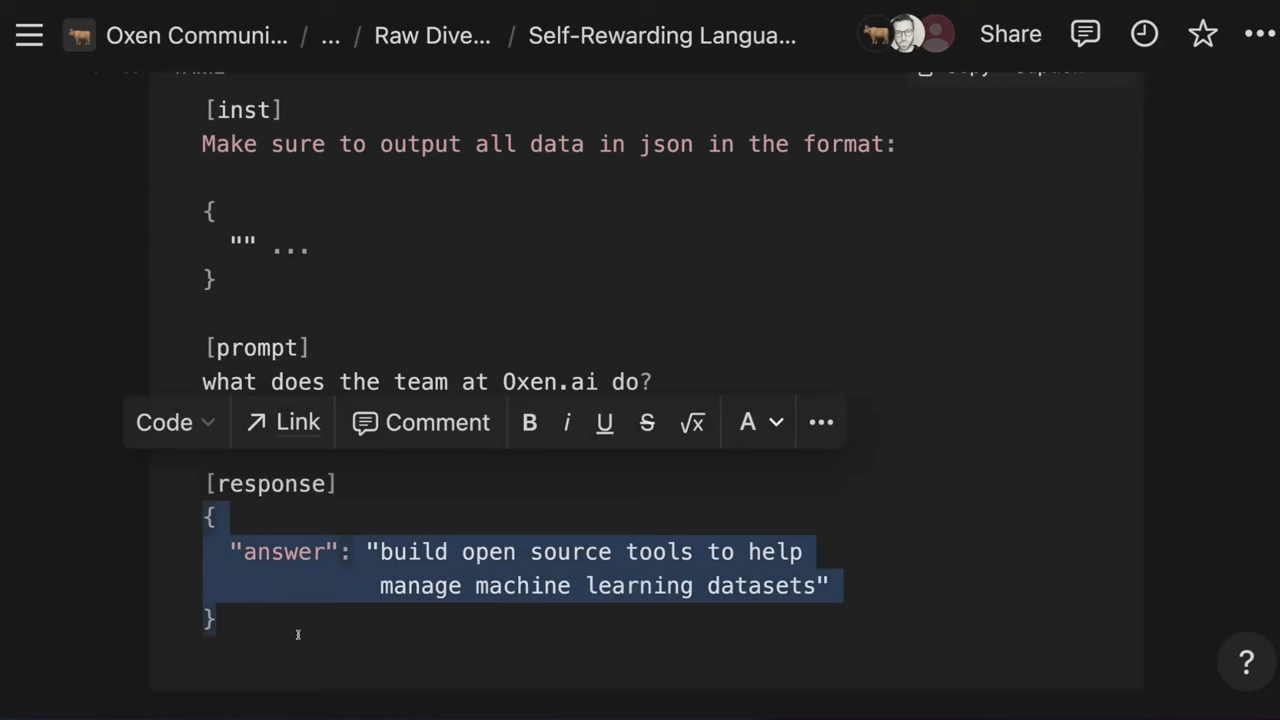 Oxen Communi... / ... / Raw Dive... / Self-Rewarding Langua... Share
[inst]
Make sure to output all data in json in the format:
{
"" ...
}
[prompt]
what does the team at Oxen.ai do?
Code Link Comment B i U S √x A ...
[response]
{
"answer": "build open source tools to help
manage machine learning datasets"
}
?